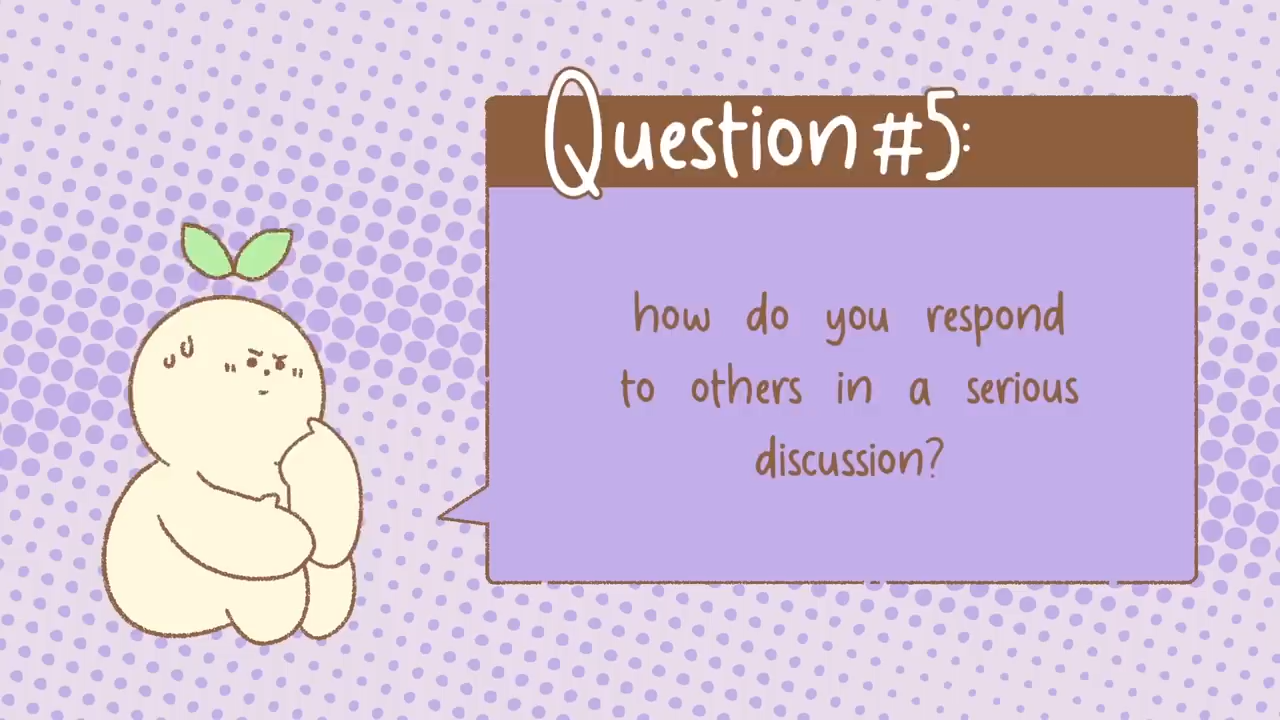 Question #5:
how do you respond
to others in a serious
discussion?